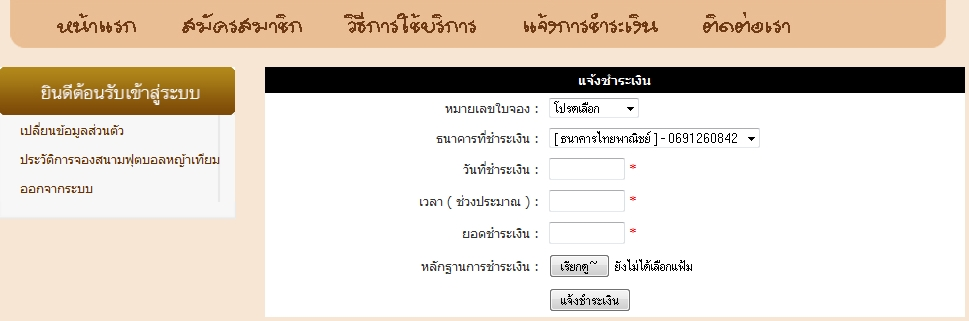 หน้าแรก สมัครสมาชิก วิธีการใช้บริการ แจ้งการชำระเงิน ติดต่อเรา
ยินดีต้อนรับเข้าสู่ระบบ
เปลี่ยนข้อมูลส่วนตัว
ประวัติการจองสนามฟุตบอลหญ้าเทียม
ออกจากระบบ
แจ้งชำระเงิน
หมายเลขใบจอง : โปรดเลือก
ธนาคารที่ชำระเงิน : [ ธนาคารไทยพาณิชย์ ] - 0691260842
วันที่ชำระเงิน : *
เวลา ( ช่วงประมาณ ) : *
ยอดชำระเงิน : *
หลักฐานการชำระเงิน : เรียกดู~ ยังไม่ได้เลือกแฟ้ม
แจ้งชำระเงิน